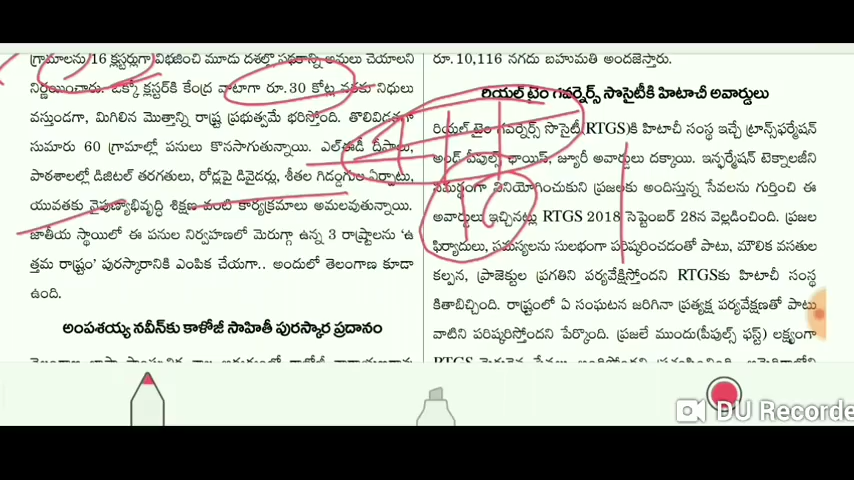 గ్రామాలను 16 క్లస్టర్లుగా విభజించి మూడు దశల్లో పథకాన్ని అమలు చేయాలని
నిర్ణయించారు. ఒక్కో క్లస్టర్‌కి కేంద్ర వాటాగా రూ.30 కోట్ల వరకు నిధులు
వస్తుండగా, మిగిలిన మొత్తాన్ని రాష్ట్ర ప్రభుత్వమే భరిస్తోంది. తొలివిడతగా
సుమారు 60 గ్రామాల్లో పనులు కొనసాగుతున్నాయి. ఎల్ఈడీ దీపాలు,
పాఠశాలల్లో డిజిటల్ తరగతులు, రోడ్లపై డివైడర్లు, శీతల గిడ్డంగుల ఏర్పాటు,
యువతకు నైపుణ్యాభివృద్ధి శిక్షణ వంటి కార్యక్రమాలు అమలవుతున్నాయి.
జాతీయ స్థాయిలో ఈ పనుల నిర్వహణలో మెరుగ్గా ఉన్న 3 రాష్ట్రాలను ‘ఉ
త్తమ రాష్ట్రం’ పురస్కారానికి ఎంపిక చేయగా.. అందులో తెలంగాణ కూడా
ఉంది.
అంపశయ్య నవీన్‌కు కాళోజీ సాహితీ పురస్కార ప్రదానం
రూ. 10,116 నగదు బహుమతి అందజేస్తారు.
రియల్ టైం గవర్నెర్స్ సొసైటీకి హిటాచీ అవార్డులు
రియల్ టైం గవర్నెర్స్ సొసైటీ(RTGS)కి హిటాచీ సంస్థ ఇచ్చే ట్రాన్స్‌ఫర్మేషన్
అండ్ పీపుల్స్ ఛాయిస్, జ్యూరీ అవార్డులు దక్కాయి. ఇన్ఫర్మేషన్ టెక్నాలజీని
సమర్థంగా వినియోగించుకుని ప్రజలకు అందిస్తున్న సేవలను గుర్తించి ఈ
అవార్డులు ఇచ్చినట్లు RTGS 2018 సెప్టెంబర్ 28న వెల్లడించింది. ప్రజల
ఫిర్యాదులు, సమస్యలను సులభంగా పరిష్కరించడంతో పాటు, మౌలిక వసతుల
కల్పన, ప్రాజెక్టుల ప్రగతిని పర్యవేక్షిస్తోందని RTGSకు హిటాచీ సంస్థ
కితాబిచ్చింది. రాష్ట్రంలో ఏ సంఘటన జరిగినా ప్రత్యక్ష పర్యవేక్షణతో పాటు
వాటిని పరిష్కరిస్తోందని పేర్కొంది. ప్రజలే ముందు(పీపుల్స్ ఫస్ట్) లక్ష్యంగా
10
DU Recorde